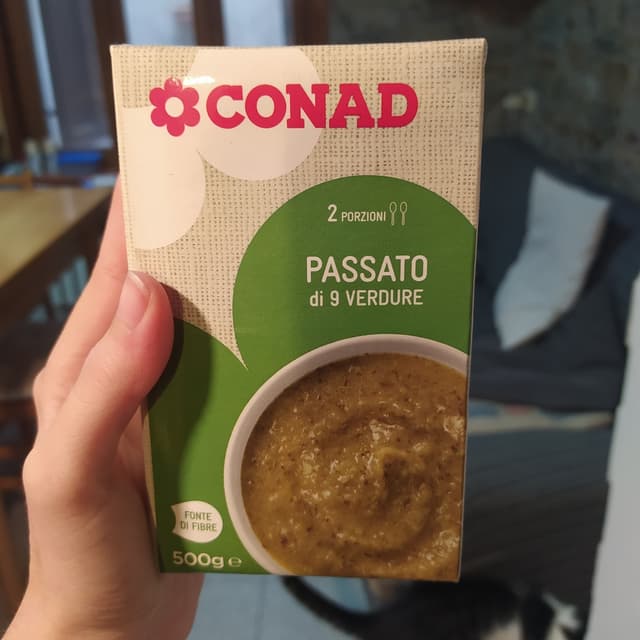 CONAD
2 PORZIONI
PASSATO
di 9 VERDURE
FONTE
DI FIBRE
500g e